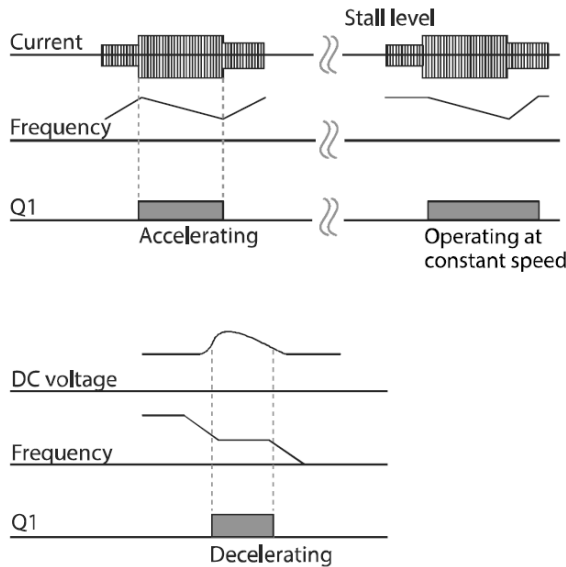 Stall level
Current
Frequency
Q1
Accelerating
Operating at
constant speed
DC voltage
Frequency
Q1
Decelerating